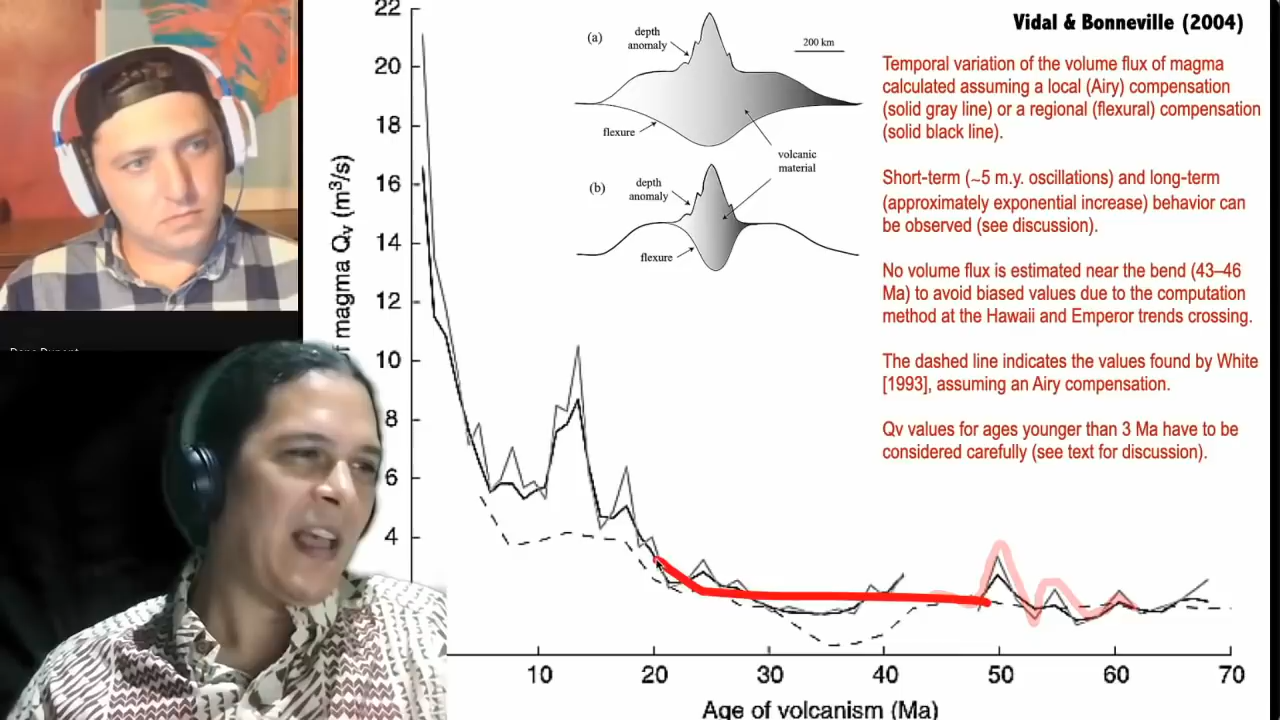 Vidal & Bonneville (2004)
Temporal variation of the volume flux of magma
calculated assuming a local (Airy) compensation
(solid gray line) or a regional (flexural) compensation
(solid black line).
Short-term (~5 m.y. oscillations) and long-term
(approximately exponential increase) behavior can
be observed (see discussion).
No volume flux is estimated near the bend (43–46
Ma) to avoid biased values due to the computation
method at the Hawaii and Emperor trends crossing.
The dashed line indicates the values found by White
[1993], assuming an Airy compensation.
Qv values for ages younger than 3 Ma have to be
considered carefully (see text for discussion).
(a)
depth
anomaly
200 km
flexure
volcanic
material
(b)
depth
anomaly
flexure
22
20
18
16
14
12
10
8
6
4
magma Qv (m³/s)
10
20
30
40
50
60
70
Age of volcanism (Ma)